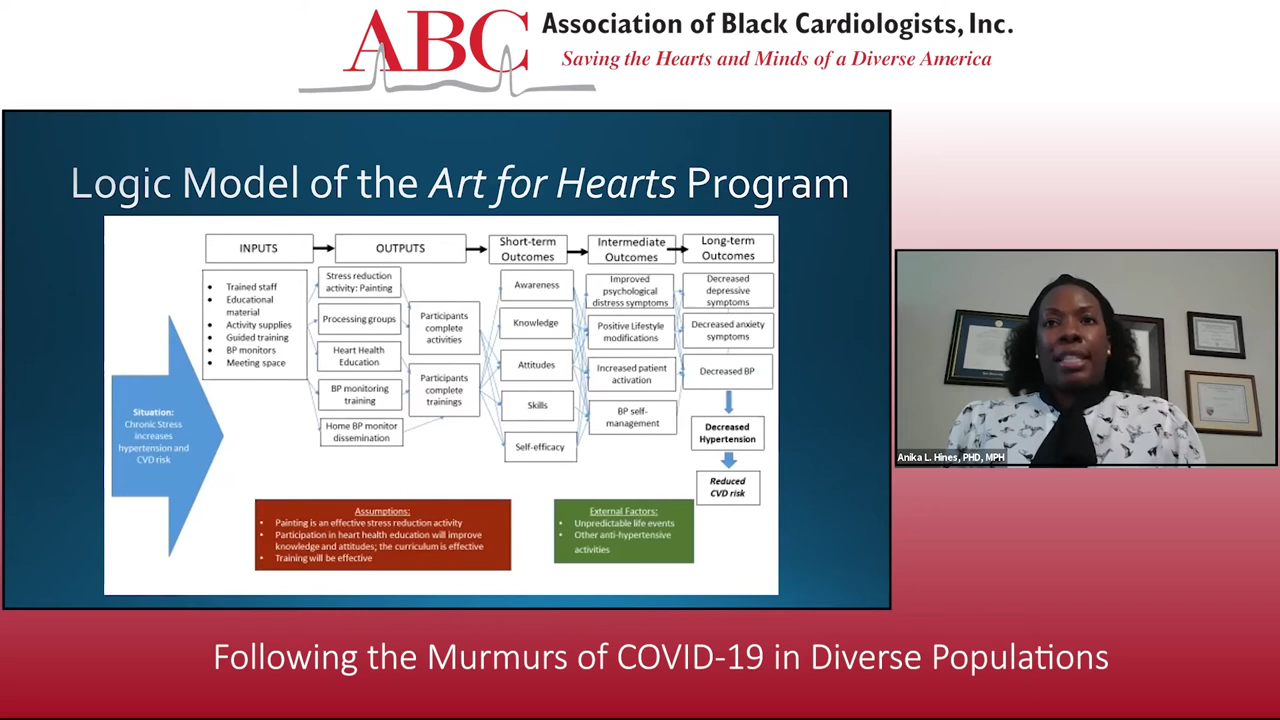 ABC
Association of Black Cardiologists, Inc.
Saving the Hearts and Minds of a Diverse America
Logic Model of the Art for Hearts Program
INPUTS
OUTPUTS
Short-term
Outcomes
Intermediate
Outcomes
Long-term
Outcomes
• Trained staff
• Educational
material
• Activity supplies
• Guided training
• BP monitors
• Meeting space
Stress reduction
activity: Painting
Processing groups
Heart Health
Education
BP monitoring
training
Home BP monitor
dissemination
Participants
complete
activities
Participants
complete
trainings
Awareness
Knowledge
Attitudes
Skills
Self-efficacy
Improved
psychological
distress symptoms
Positive Lifestyle
modifications
Increased patient
activation
BP self-
management
Decreased
depressive
symptoms
Decreased anxiety
symptoms
Decreased BP
Decreased
Hypertension
Reduced
CVD risk
Situation:
Chronic Stress
increases
hypertension and
CVD risk
Assumptions:
• Painting is an effective stress reduction activity
• Participation in heart health education will improve
knowledge and attitudes; the curriculum is effective
• Training will be effective
External Factors:
• Unpredictable life events
• Other anti-hypertensive
activities
Anika L. Hines, PHD, MPH
Following the Murmurs of COVID-19 in Diverse Populations